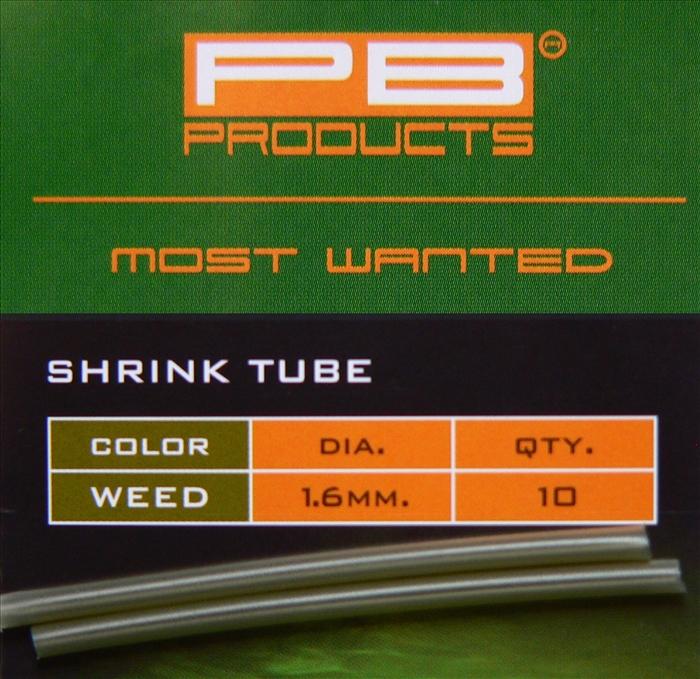 PB
PRODUCTS
MOST WANTED
SHRINK TUBE
COLOR DIA. QTY.
WEED 1.6MM. 10